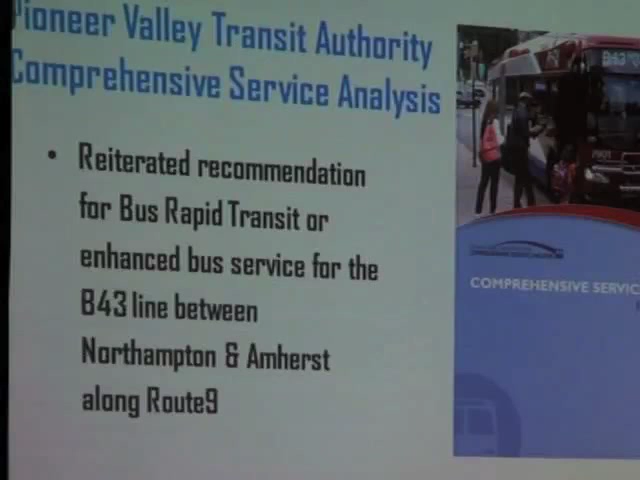 Pioneer Valley Transit Authority
Comprehensive Service Analysis
• Reiterated recommendation
for Bus Rapid Transit or
enhanced bus service for the
B43 line between
Northampton & Amherst
along Route9
B43
COMPREHENSIVE SERVIC